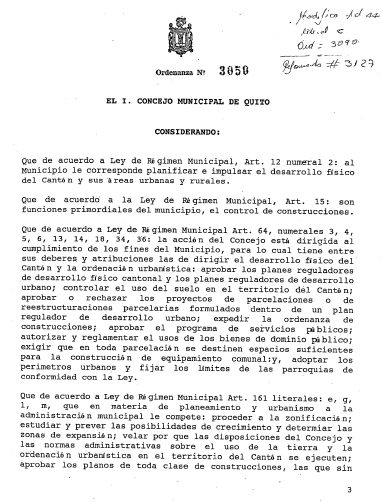 Modifica 1d 44
literal c
Ord = 3090
Reformada # 3127
Ordenanza Nº 3050
EL I. CONCEJO MUNICIPAL DE QUITO
CONSIDERANDO:
Que de acuerdo a Ley de Régimen Municipal, Art. 12 numeral 2: al
Municipio le corresponde planificar e impulsar el desarrollo físico
del Cantón y sus áreas urbanas y rurales.
Que de acuerdo a la Ley de Régimen Municipal, Art. 15: son
funciones primordiales del municipio, el control de construcciones.
Que de acuerdo a Ley de Régimen Municipal Art. 64, numerales 3, 4,
5, 6, 13, 14, 18, 34, 36: la acción del Concejo está dirigida al
cumplimiento de los fines del Municipio, para lo cual tiene entre
sus deberes y atribuciones las de dirigir el desarrollo físico del
Cantón y la ordenación urbanística: aprobar los planes reguladores
de desarrollo físico cantonal y los planes reguladores de desarrollo
urbano; controlar el uso del suelo en el territorio del Cantón;
aprobar o rechazar los proyectos de parcelaciones o de
reestructuraciones parcelarias formulados dentro de un plan
regulador de desarrollo urbano; expedir la ordenanza de
construcciones; aprobar el programa de servicios públicos;
autorizar y reglamentar el uso de los bienes de dominio público;
exigir que en toda parcelación se destinen espacios suficientes
para la construcción de equipamiento comunal:y, adoptar los
perímetros urbanos y fijar los límites de las parroquias de
conformidad con la Ley.
Que de acuerdo a Ley de Régimen Municipal Art. 161 literales: e, g,
l, m, que en materia de planeamiento y urbanismo a la
administración municipal le compete: proceder a la zonificación;
estudiar y prever las posibilidades de crecimiento y determiar las
zonas de expansión; velar por que las disposiciones del Concejo y
las normas administrativas sobre el uso de la tierra y la
ordenación urbanística en el territorio del Cantón se ejecuten;
aprobar los planos de toda clase de construcciones, las que sin
3